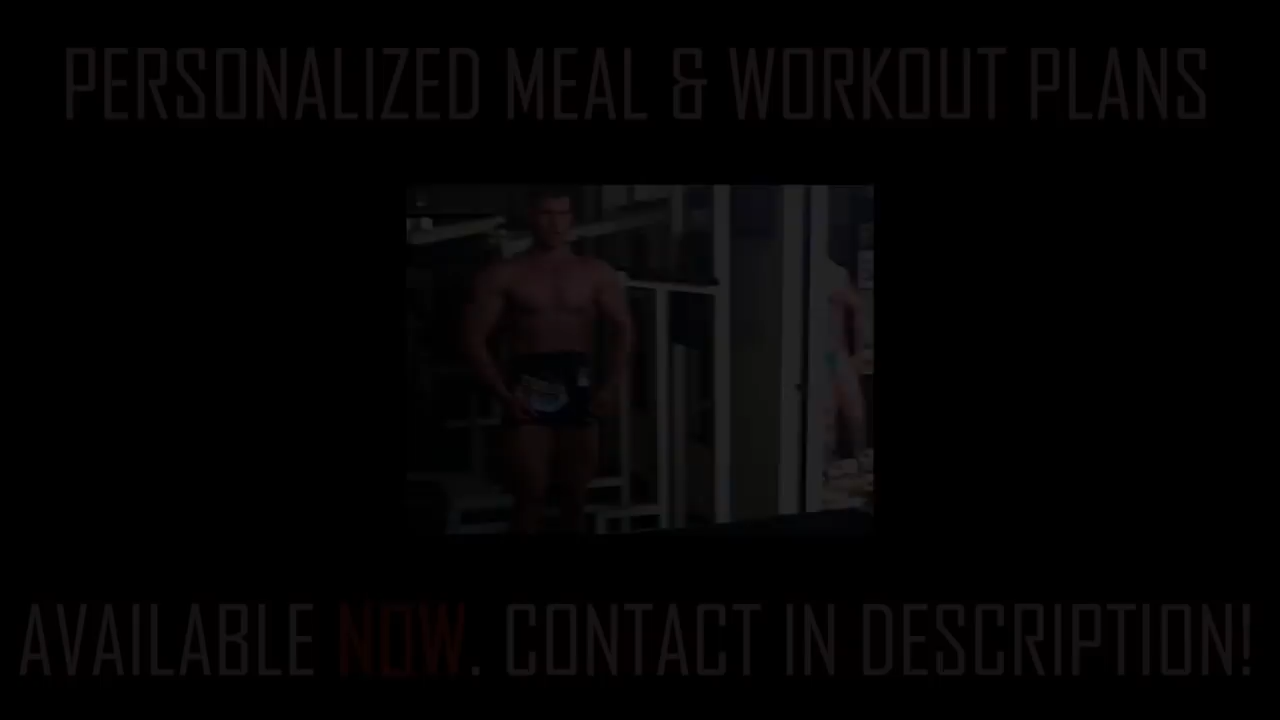 PERSONALIZED MEAL & WORKOUT PLANS
AVAILABLE NOW. CONTACT IN DESCRIPTION!